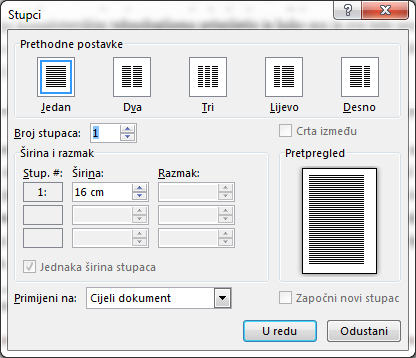 Stupci
Prethodne postavke
Jedan Dva Tri Lijevo Desno
Broj stupaca: 1 Crta između
Širina i razmak Pretpregled
Stup. #: Širina: Razmak:
1: 16 cm
Jednaka širina stupaca
Primijeni na: Cijeli dokument Započni novi stupac
U redu Odustani